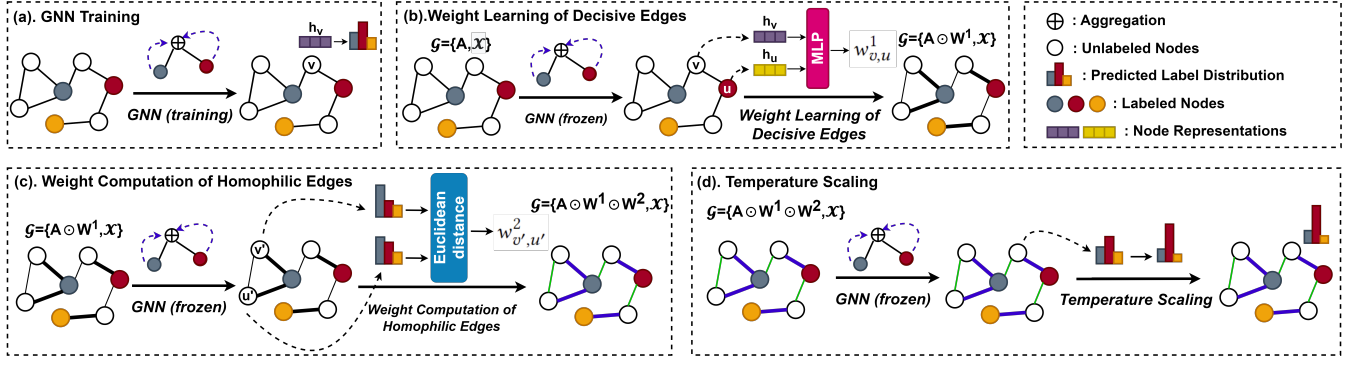 (a). GNN Training
h_v
v
GNN (training)
(b).Weight Learning of Decisive Edges
𝒢={A,𝒳}
GNN (frozen)
v
u
h_v
h_u
MLP
w^1_{v,u}
Weight Learning of
Decisive Edges
𝒢={A⊙W^1,𝒳}
⊕ : Aggregation
: Unlabeled Nodes
: Predicted Label Distribution
: Labeled Nodes
: Node Representations
(c). Weight Computation of Homophilic Edges
𝒢={A⊙W^1,𝒳}
GNN (frozen)
v'
u'
Euclidean
distance
w^2_{v',u'}
Weight Computation of
Homophilic Edges
𝒢={A⊙W^1⊙W^2,𝒳}
(d). Temperature Scaling
𝒢={A⊙W^1⊙W^2,𝒳}
GNN (frozen)
Temperature Scaling